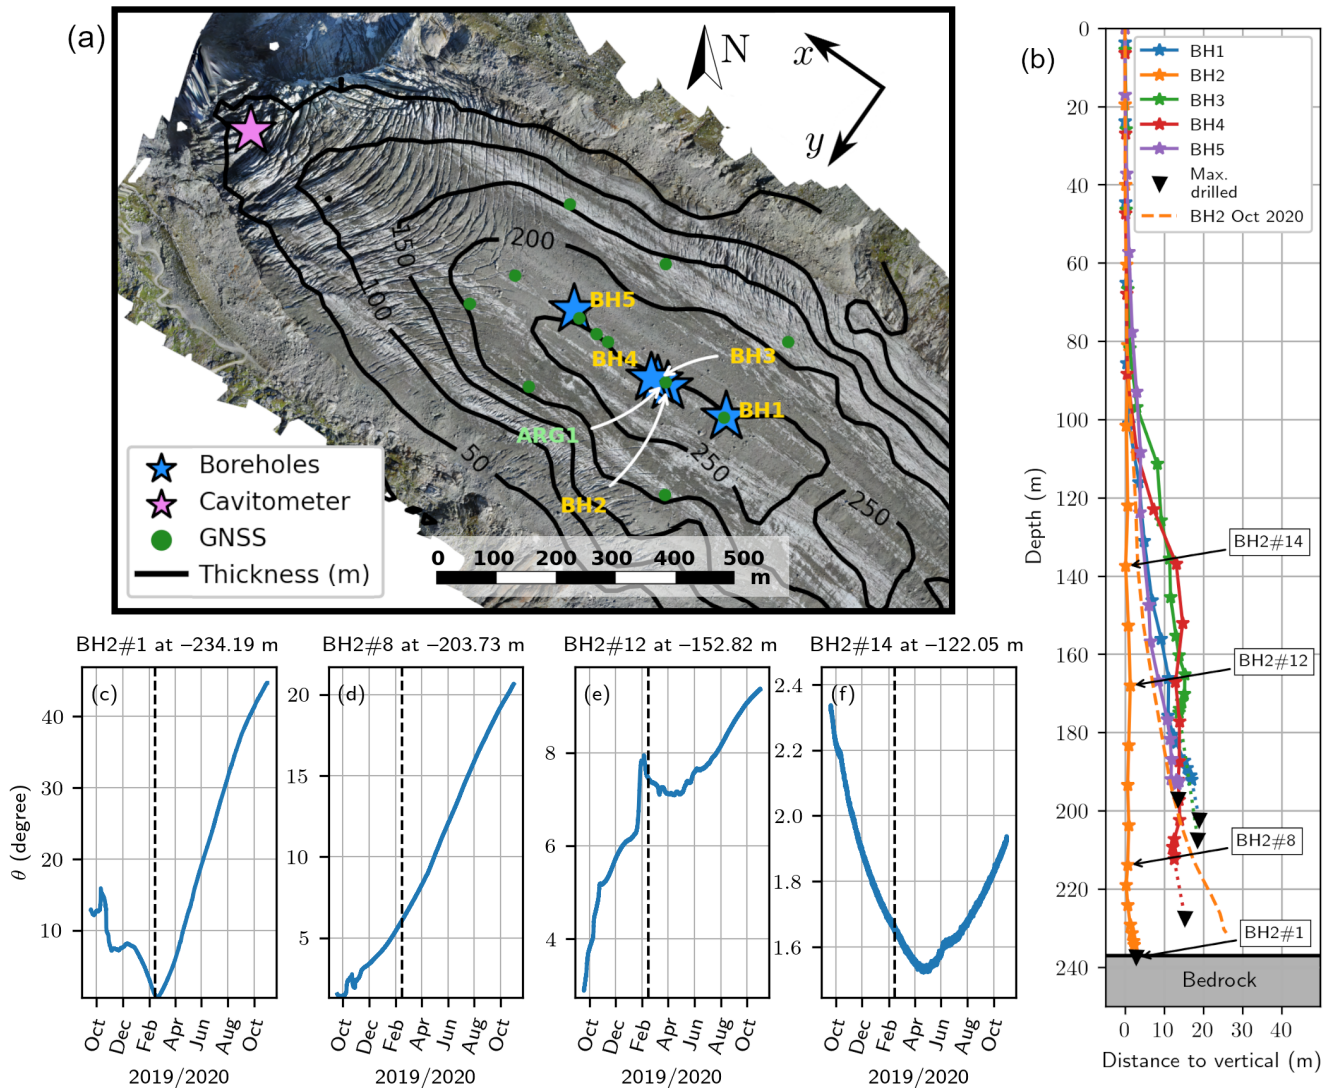 (a)
N
x
y
200
150
100
50
250
250
BH5
BH4
BH3
BH1
ARG1
BH2
Boreholes
Cavitometer
GNSS
Thickness (m)
0 100 200 300 400 500
m
(b)
BH1
BH2
BH3
BH4
BH5
Max.
drilled
BH2 Oct 2020
0
20
40
60
80
100
120
140
160
180
200
220
240
Depth (m)
BH2#14
BH2#12
BH2#8
BH2#1
Bedrock
0 10 20 30 40
Distance to vertical (m)
BH2#1 at −234.19 m
(c)
40
30
20
10
θ (degree)
Oct Dec Feb Apr Jun Aug Oct
2019/2020
BH2#8 at −203.73 m
(d)
20
15
10
5
Oct Dec Feb Apr Jun Aug Oct
2019/2020
BH2#12 at −152.82 m
(e)
8
6
4
Oct Dec Feb Apr Jun Aug Oct
2019/2020
BH2#14 at −122.05 m
(f)
2.4
2.2
2.0
1.8
1.6
Oct Dec Feb Apr Jun Aug Oct
2019/2020